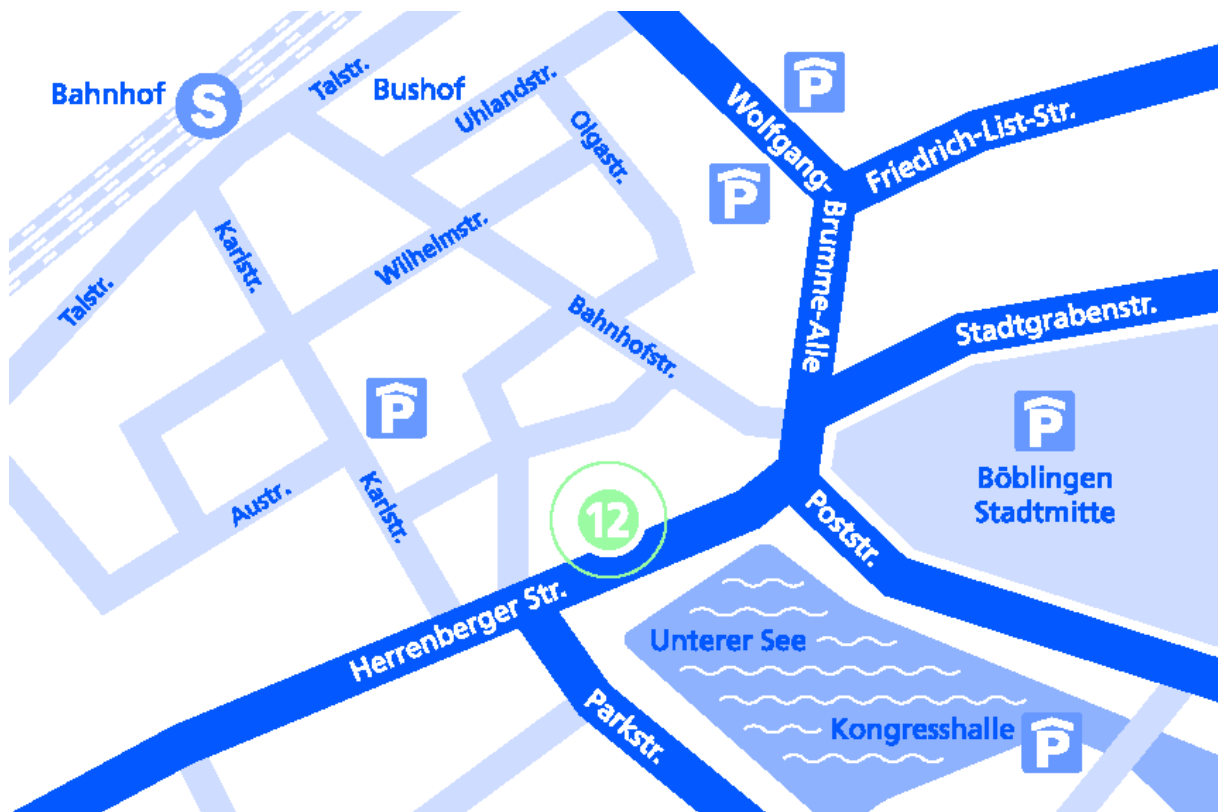 Bahnhof
S
Talstr.
Bushof
Uhlandstr.
Olgastr.
P
Wolfgang-
Brumme-Alle
Friedrich-List-Str.
P
Karlstr.
Wilhelmstr.
Talstr.
Bahnhofstr.
Stadtgrabenstr.
P
P
Böblingen
Stadtmitte
Austr.
Karlstr.
12
Poststr.
Herrenberger Str.
Unterer See
Parkstr.
Kongresshalle
P